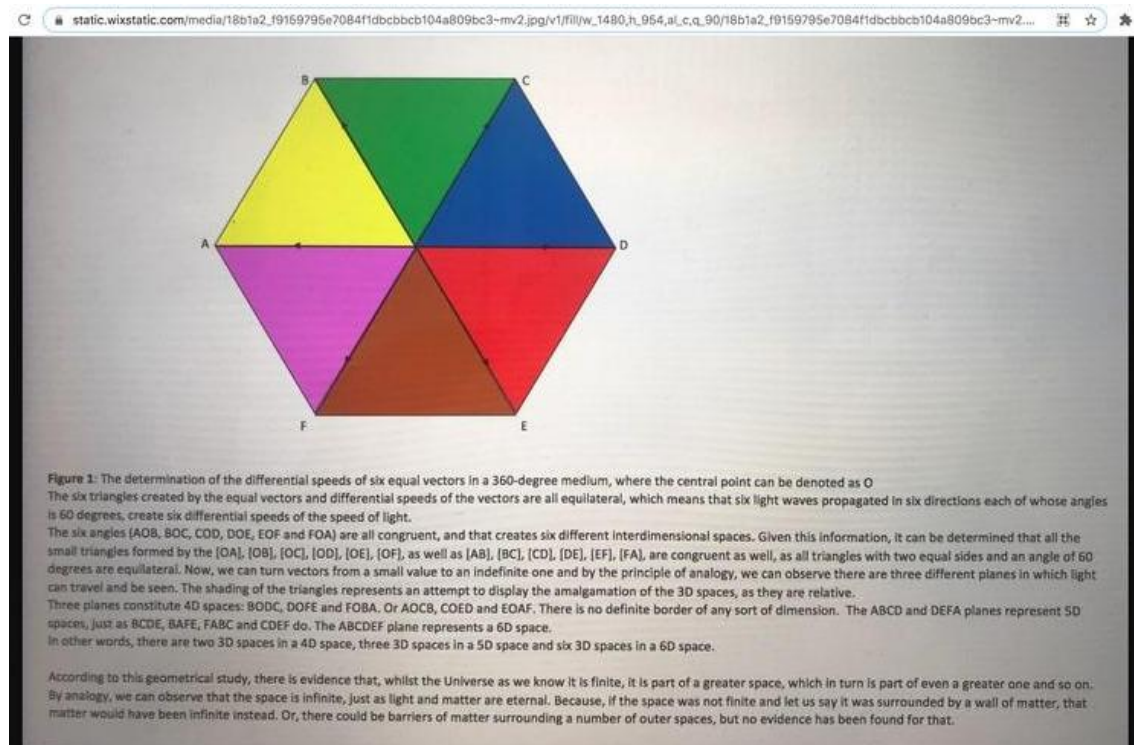 static.wixstatic.com/media/18b1a2_f9159795e7084f1dbcbbcb104a809bc3~mv2.jpg/v1/fill/w_1480,h_954,al_c,q_90/18b1a2_f9159795e7084f1dbcbbcb104a809bc3~mv2....
B C
A D
F E
Figure 1: The determination of the differential speeds of six equal vectors in a 360-degree medium, where the central point can be denoted as O
The six triangles created by the equal vectors and differential speeds of the vectors are all equilateral, which means that six light waves propagated in six directions each of whose angles
is 60 degrees, create six differential speeds of the speed of light.
The six angles (AOB, BOC, COD, DOE, EOF and FOA) are all congruent, and that creates six different interdimensional spaces. Given this information, it can be determined that all the
small triangles formed by the [OA], [OB], [OC], [OD], [OE], [OF], as well as [AB], [BC], [CD], [DE], [EF], [FA], are congruent as well, as all triangles with two equal sides and an angle of 60
degrees are equilateral. Now, we can turn vectors from a small value to an indefinite one and by the principle of analogy, we can observe there are three different planes in which light
can travel and be seen. The shading of the triangles represents an attempt to display the amalgamation of the 3D spaces, as they are relative.
Three planes constitute 4D spaces: BODC, DOFE and FOBA. Or AOCB, COED and EOAF. There is no definite border of any sort of dimension. The ABCD and DEFA planes represent 5D
spaces, just as BCDE, BAFE, FABC and CDEF do. The ABCDEF plane represents a 6D space.
In other words, there are two 3D spaces in a 4D space, three 3D spaces in a 5D space and six 3D spaces in a 6D space.
According to this geometrical study, there is evidence that, whilst the Universe as we know it is finite, it is part of a greater space, which in turn is part of even a greater one and so on.
By analogy, we can observe that the space is infinite, just as light and matter are eternal. Because, if the space was not finite and let us say it was surrounded by a wall of matter, that
matter would have been infinite instead. Or, there could be barriers of matter surrounding a number of outer spaces, but no evidence has been found for that.